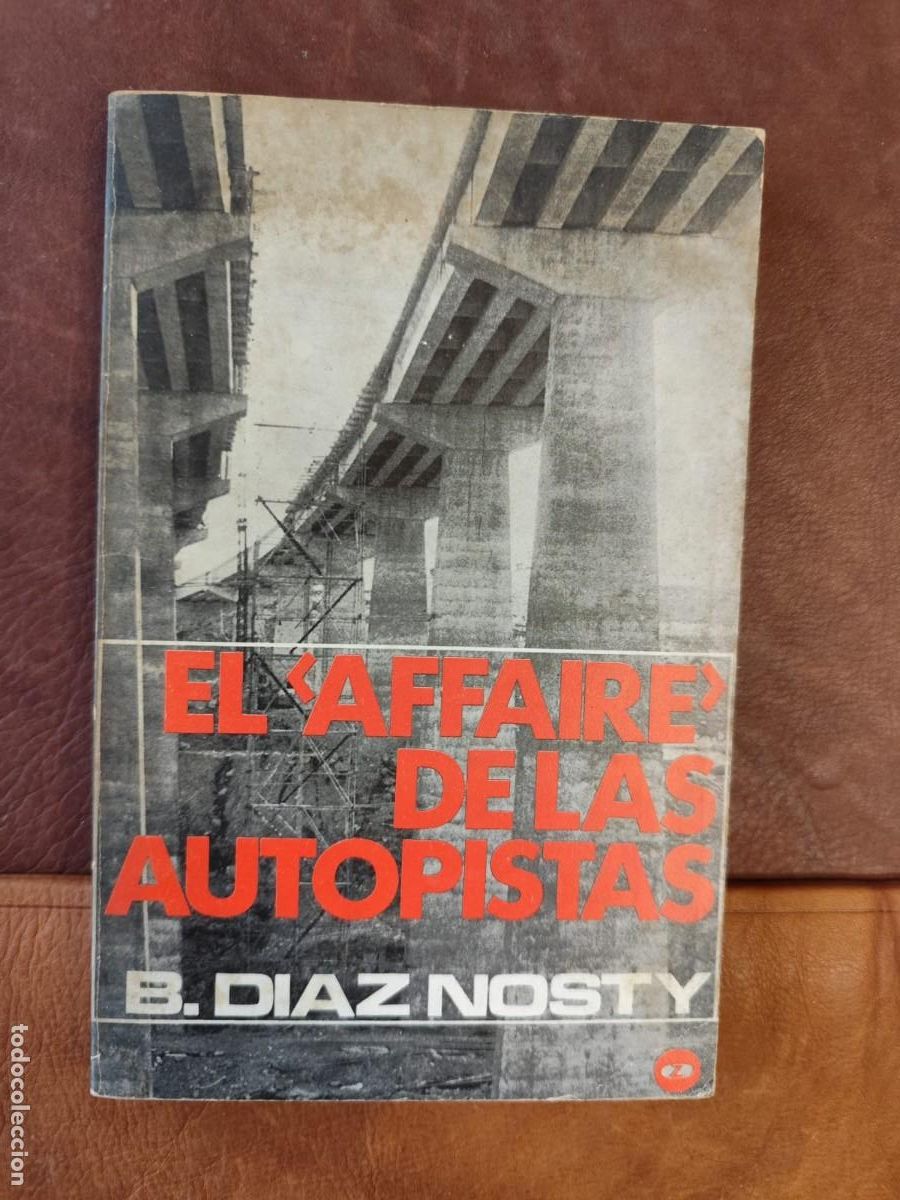 EL ‹AFFAIRE›
DE LAS
AUTOPISTAS
B. DIAZ NOSTY
todocoleccion